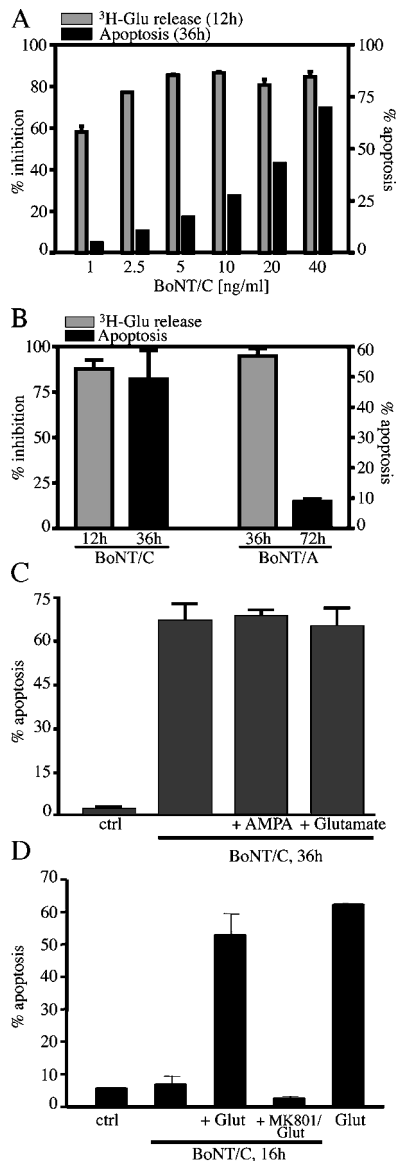 A
³H-Glu release (12h)
Apoptosis (36h)
% inhibition
100
80
60
40
20
0
100
75
50
25
0
% apoptosis
1 2.5 5 10 20 40
BoNT/C [ng/ml]
B
³H-Glu release
Apoptosis
% inhibition
100
75
50
25
0
60
50
40
30
20
10
0
% apoptosis
12h 36h 36h 72h
BoNT/C BoNT/A
C
% apoptosis
75
60
45
30
15
0
ctrl + AMPA + Glutamate
BoNT/C, 36h
D
% apoptosis
70
60
50
40
30
20
10
0
ctrl + Glut + MK801/ Glut
Glut
BoNT/C, 16h